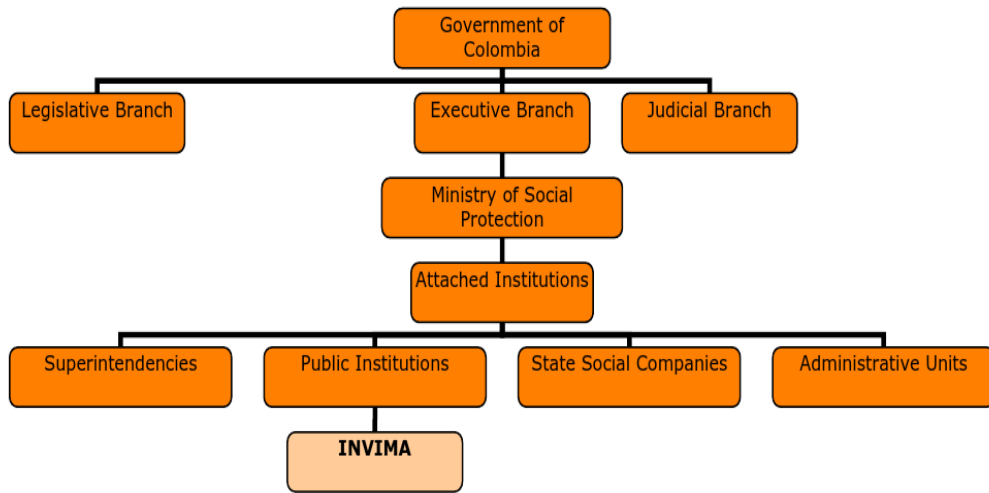 Government of
Colombia
Legislative Branch
Executive Branch
Judicial Branch
Ministry of Social
Protection
Attached Institutions
Superintendencies
Public Institutions
State Social Companies
Administrative Units
INVIMA